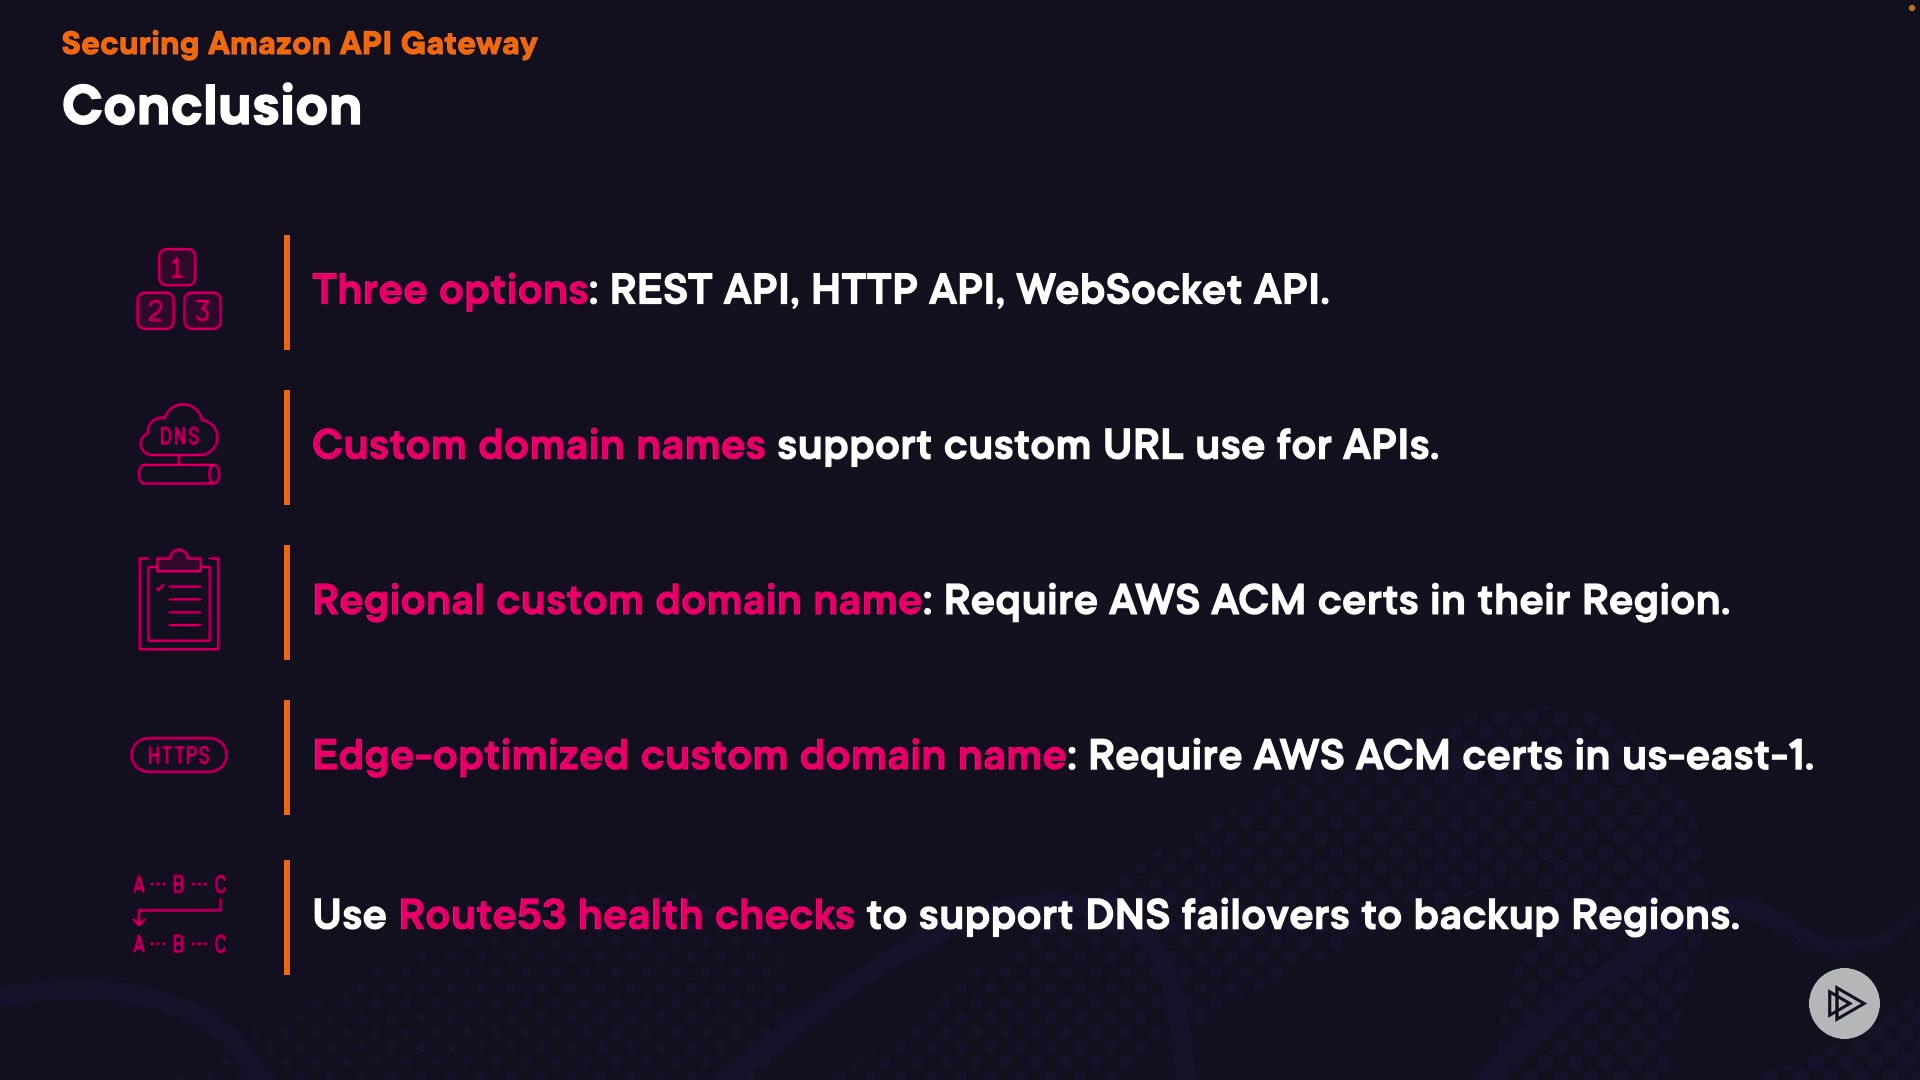 Securing Amazon API Gateway
Conclusion
1
2 3
Three options: REST API, HTTP API, WebSocket API.
DNS
Custom domain names support custom URL use for APIs.
Regional custom domain name: Require AWS ACM certs in their Region.
HTTPS
Edge-optimized custom domain name: Require AWS ACM certs in us-east-1.
A ··· B ··· C
A ··· B ··· C
Use Route53 health checks to support DNS failovers to backup Regions.